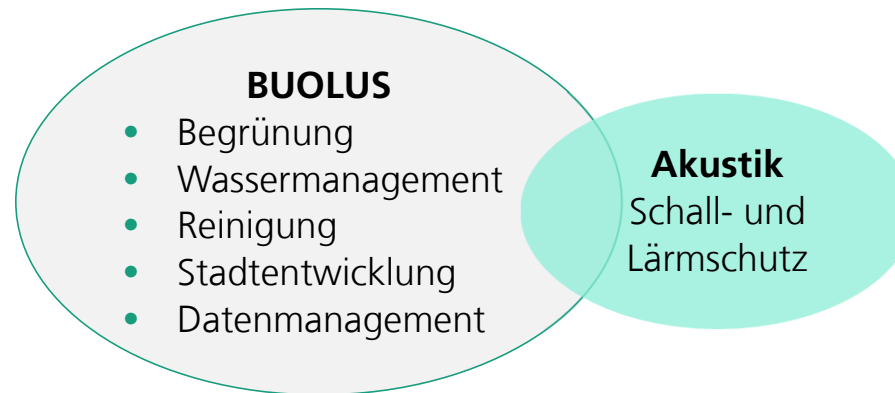 BUOLUS
• Begrünung
• Wassermanagement
• Reinigung
• Stadtentwicklung
• Datenmanagement
Akustik
Schall- und
Lärmschutz